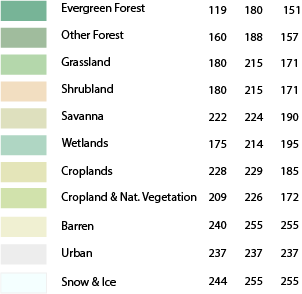 Evergreen Forest 119 180 151
Other Forest 160 188 157
Grassland 180 215 171
Shrubland 180 215 171
Savanna 222 224 190
Wetlands 175 214 195
Croplands 228 229 185
Cropland & Nat. Vegetation 209 226 172
Barren 240 255 255
Urban 237 237 237
Snow & Ice 244 255 255